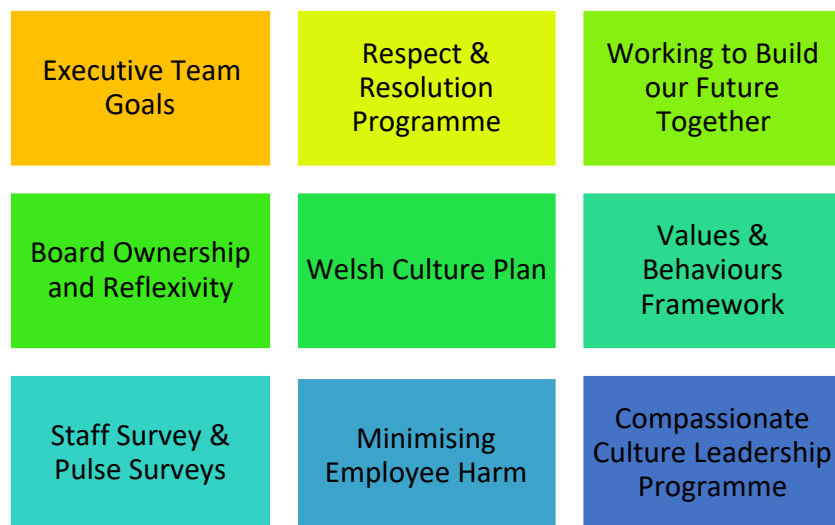 Executive Team
Goals
Respect &
Resolution
Programme
Working to Build
our Future
Together
Board Ownership
and Reflexivity
Welsh Culture Plan
Values &
Behaviours
Framework
Staff Survey &
Pulse Surveys
Minimising
Employee Harm
Compassionate
Culture Leadership
Programme